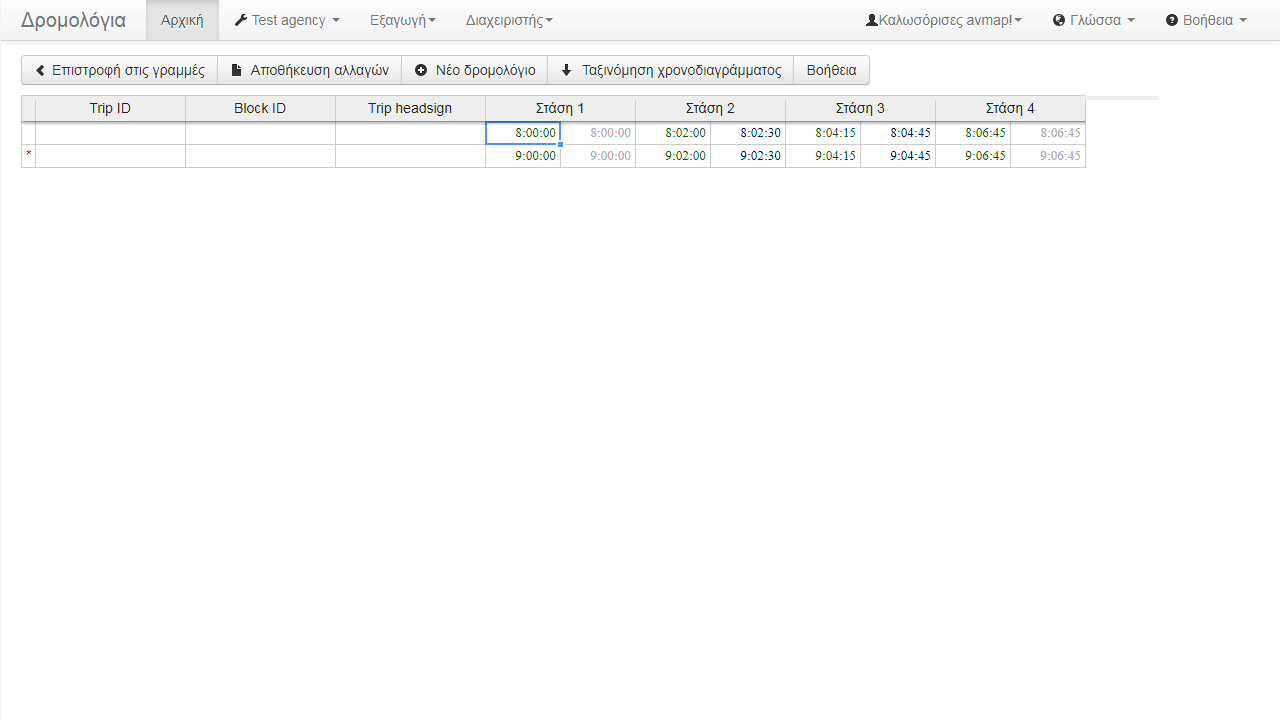 Δρομολόγια Αρχική Test agency Εξαγωγή Διαχειριστής Καλωσόρισες avmap! Γλώσσα Βοήθεια
Επιστροφή στις γραμμές Αποθήκευση αλλαγών Νέο δρομολόγιο Ταξινόμηση χρονοδιαγράμματος Βοήθεια
Trip ID Block ID Trip headsign Στάση 1 Στάση 2 Στάση 3 Στάση 4
8:00:00 8:00:00 8:02:00 8:02:30 8:04:15 8:04:45 8:06:45 8:06:45
* 9:00:00 9:00:00 9:02:00 9:02:30 9:04:15 9:04:45 9:06:45 9:06:45